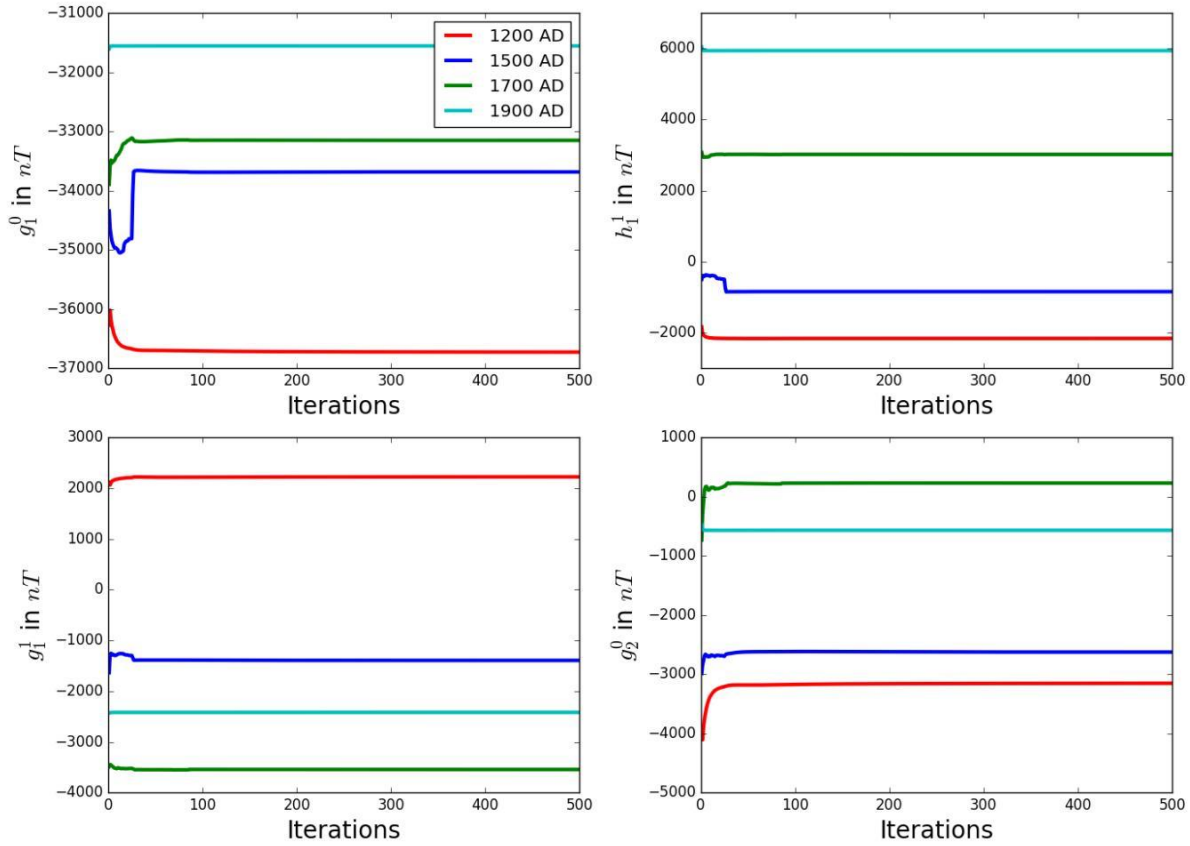 −31000
−32000
−33000
−34000
−35000
−36000
−37000
0 100 200 300 400 500
$g_1^0$ in $nT$
Iterations
1200 AD
1500 AD
1700 AD
1900 AD
6000
4000
2000
0
−2000
0 100 200 300 400 500
$h_1^1$ in $nT$
Iterations
3000
2000
1000
0
−1000
−2000
−3000
−4000
0 100 200 300 400 500
$g_1^1$ in $nT$
Iterations
1000
0
−1000
−2000
−3000
−4000
−5000
0 100 200 300 400 500
$g_2^0$ in $nT$
Iterations